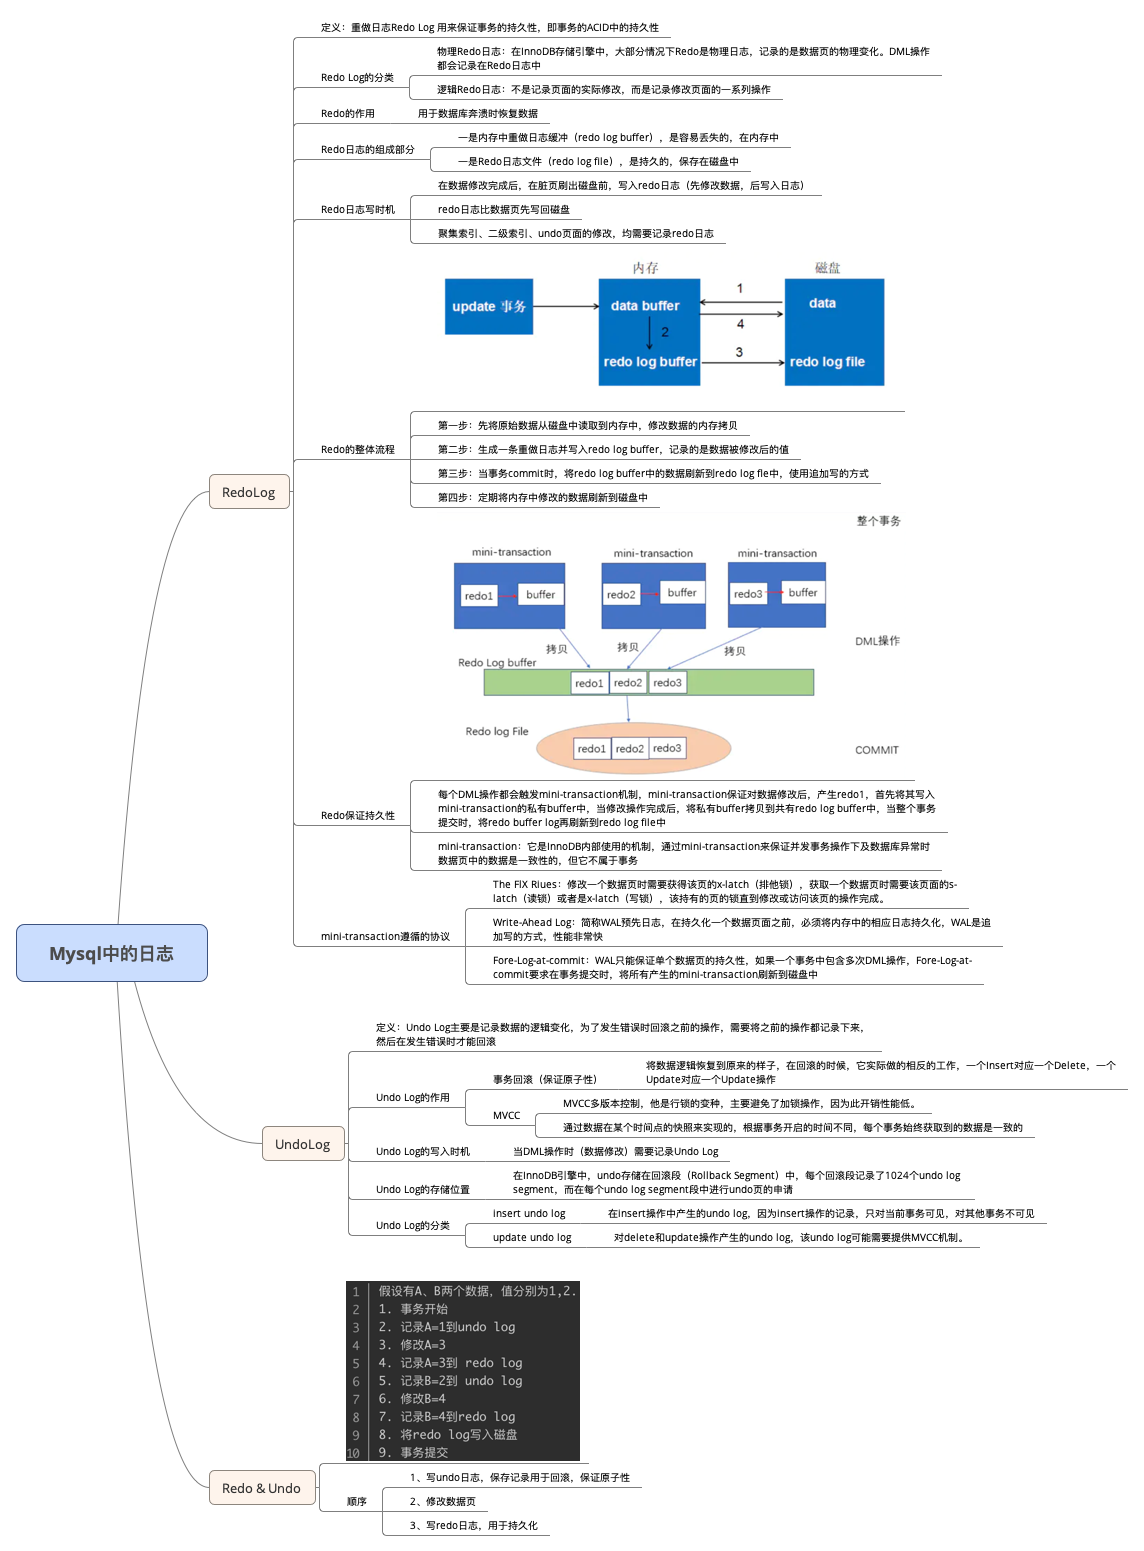 定义：重做日志Redo Log 用来保证事务的持久性，即事务的ACID中的持久性
物理Redo日志：在InnoDB存储引擎中，大部分情况下Redo是物理日志，记录的是数据页的物理变化。DML操作
都会记录在Redo日志中
Redo Log的分类
逻辑Redo日志：不是记录页面的实际修改，而是记录修改页面的一系列操作
Redo的作用
用于数据库奔溃时恢复数据
一是内存中重做日志缓冲（redo log buffer），是容易丢失的，在内存中
Redo日志的组成部分
一是Redo日志文件（redo log file），是持久的，保存在磁盘中
在数据修改完成后，在脏页刷出磁盘前，写入redo日志（先修改数据，后写入日志）
Redo日志写时机
redo日志比数据页先写回磁盘
聚集索引、二级索引、undo页面的修改，均需要记录redo日志
内存
磁盘
update 事务
data buffer
1
data
4
2
redo log buffer
3
redo log file
第一步：先将原始数据从磁盘中读取到内存中，修改数据的内存拷贝
Redo的整体流程
第二步：生成一条重做日志并写入redo log buffer，记录的是数据被修改后的值
第三步：当事务commit时，将redo log buffer中的数据刷新到redo log fle中，使用追加写的方式
第四步：定期将内存中修改的数据刷新到磁盘中
RedoLog
整个事务
mini-transaction
mini-transaction
mini-transaction
redo1
buffer
redo2
buffer
redo3
buffer
拷贝
拷贝
拷贝
DML操作
Redo Log buffer
redo1
redo2
redo3
Redo log File
redo1
redo2
redo3
COMMIT
每个DML操作都会触发mini-transaction机制，mini-transaction保证对数据修改后，产生redo1，首先将其写入
mini-transaction的私有buffer中，当修改操作完成后，将私有buffer拷贝到共有redo log buffer中，当整个事务
提交时，将redo buffer log再刷新到redo log file中
Redo保证持久性
mini-transaction：它是InnoDB内部使用的机制，通过mini-transaction来保证并发事务操作下及数据库异常时
数据页中的数据是一致性的，但它不属于事务
The FIX Rlues：修改一个数据页时需要获得该页的x-latch（排他锁），获取一个数据页时需要该页面的s-
latch（读锁）或者是x-latch（写锁），该持有的页的锁直到修改或访问该页的操作完成。
Write-Ahead Log：简称WAL预先日志，在持久化一个数据页面之前，必须将内存中的相应日志持久化，WAL是追
加写的方式，性能非常快
mini-transaction遵循的协议
Fore-Log-at-commit：WAL只能保证单个数据页的持久性，如果一个事务中包含多次DML操作，Fore-Log-at-
commit要求在事务提交时，将所有产生的mini-transaction刷新到磁盘中
Mysql中的日志
定义：Undo Log主要是记录数据的逻辑变化，为了发生错误时回滚之前的操作，需要将之前的操作都记录下来，
然后在发生错误时才能回滚
将数据逻辑恢复到原来的样子，在回滚的时候，它实际做的相反的工作，一个Insert对应一个Delete，一个
Update对应一个Update操作
事务回滚（保证原子性）
Undo Log的作用
MVCC多版本控制，他是行锁的变种，主要避免了加锁操作，因为此开销性能低。
MVCC
通过数据在某个时间点的快照来实现的，根据事务开启的时间不同，每个事务始终获取到的数据是一致的
UndoLog
Undo Log的写入时机
当DML操作时（数据修改）需要记录Undo Log
在InnoDB引擎中，undo存储在回滚段（Rollback Segment）中，每个回滚段记录了1024个undo log
segment，而在每个undo log segment段中进行undo页的申请
Undo Log的存储位置
insert undo log
在insert操作中产生的undo log，因为insert操作的记录，只对当前事务可见，对其他事务不可见
Undo Log的分类
update undo log
对delete和update操作产生的undo log，该undo log可能需要提供MVCC机制。
1 假设有A、B两个数据，值分别为1,2.
2 1. 事务开始
3 2. 记录A=1到undo log
4 3. 修改A=3
5 4. 记录A=3到 redo log
6 5. 记录B=2到 undo log
7 6. 修改B=4
8 7. 记录B=4到redo log
9 8. 将redo log写入磁盘
10 9. 事务提交
Redo & Undo
1、写undo日志，保存记录用于回滚，保证原子性
顺序
2、修改数据页
3、写redo日志，用于持久化